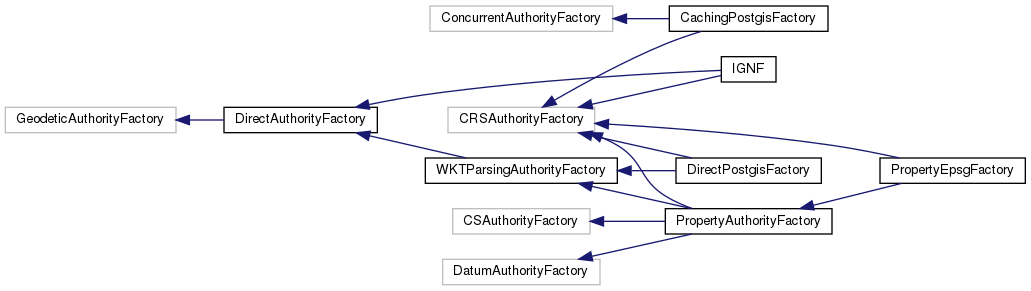 ConcurrentAuthorityFactory
CachingPostgisFactory
IGNF
GeodeticAuthorityFactory
DirectAuthorityFactory
CRSAuthorityFactory
WKTParsingAuthorityFactory
DirectPostgisFactory
PropertyEpsgFactory
CSAuthorityFactory
PropertyAuthorityFactory
DatumAuthorityFactory